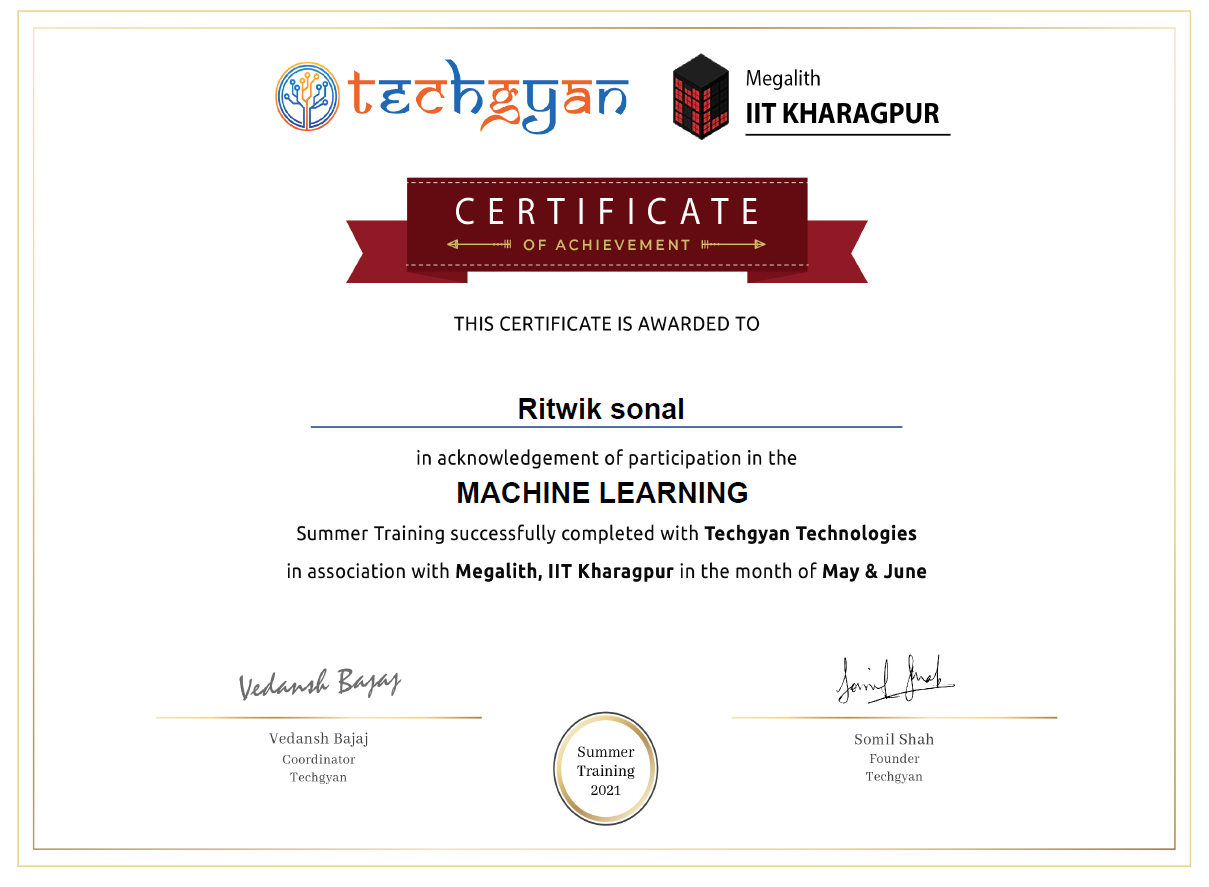 techgyan
Megalith
IIT KHARAGPUR
CERTIFICATE
OF ACHIEVEMENT
THIS CERTIFICATE IS AWARDED TO
Ritwik sonal
in acknowledgement of participation in the
MACHINE LEARNING
Summer Training successfully completed with Techgyan Technologies
in association with Megalith, IIT Kharagpur in the month of May & June
Vedansh Bajaj
Vedansh Bajaj
Coordinator
Techgyan
Somil Shah
Somil Shah
Founder
Techgyan
Summer
Training
2021